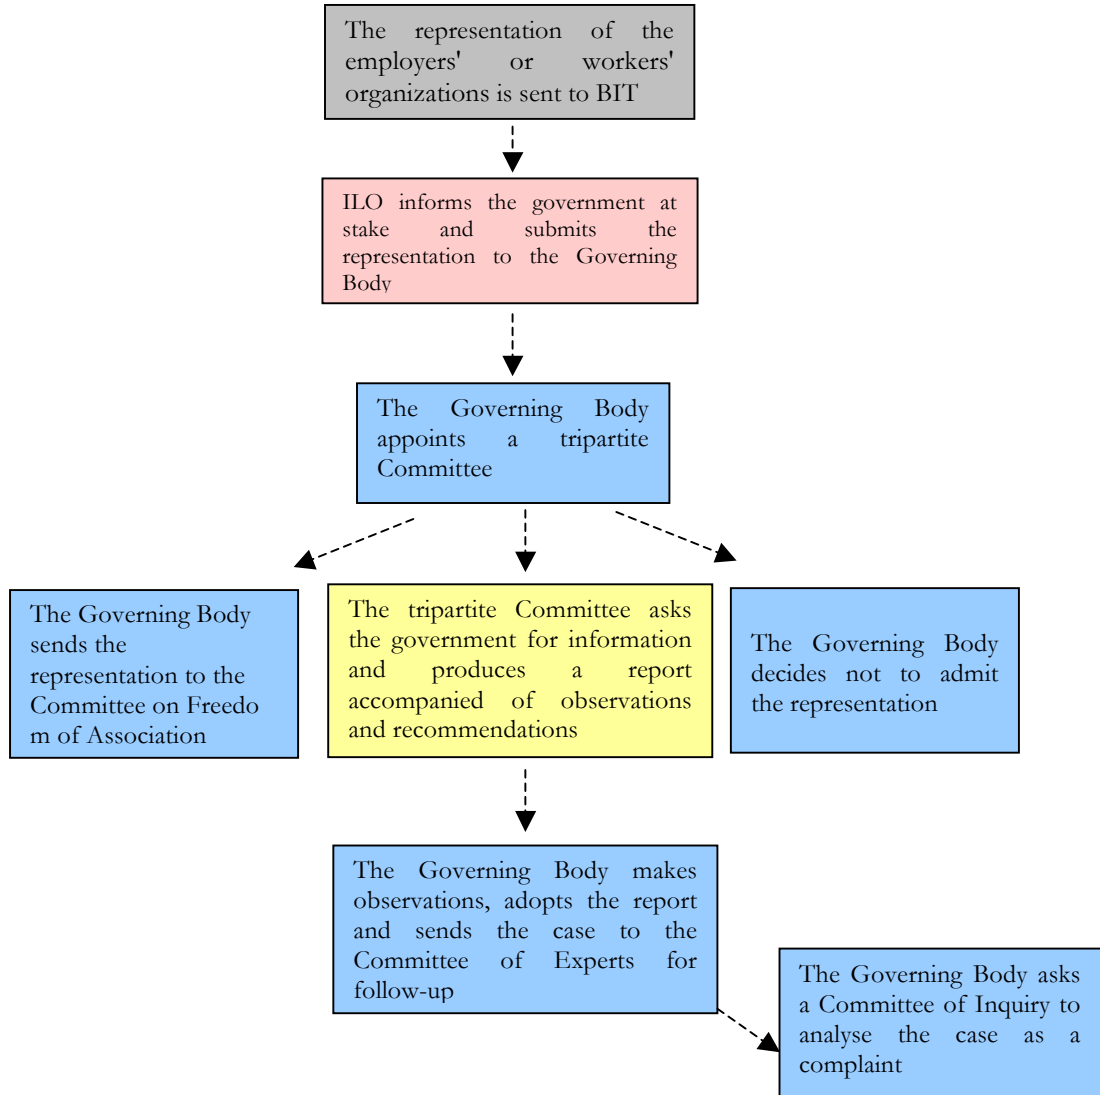 The representation of the
employers' or workers'
organizations is sent to BIT
ILO informs the government at
stake and submits the
representation to the Governing
Body
The Governing Body
appoints a tripartite
Committee
The Governing Body
sends the
representation to the
Committee on Freedo
m of Association
The tripartite Committee asks
the government for information
and produces a report
accompanied of observations
and recommendations
The Governing Body
decides not to admit
the representation
The Governing Body makes
observations, adopts the report
and sends the case to the
Committee of Experts for
follow-up
The Governing Body asks
a Committee of Inquiry to
analyse the case as a
complaint